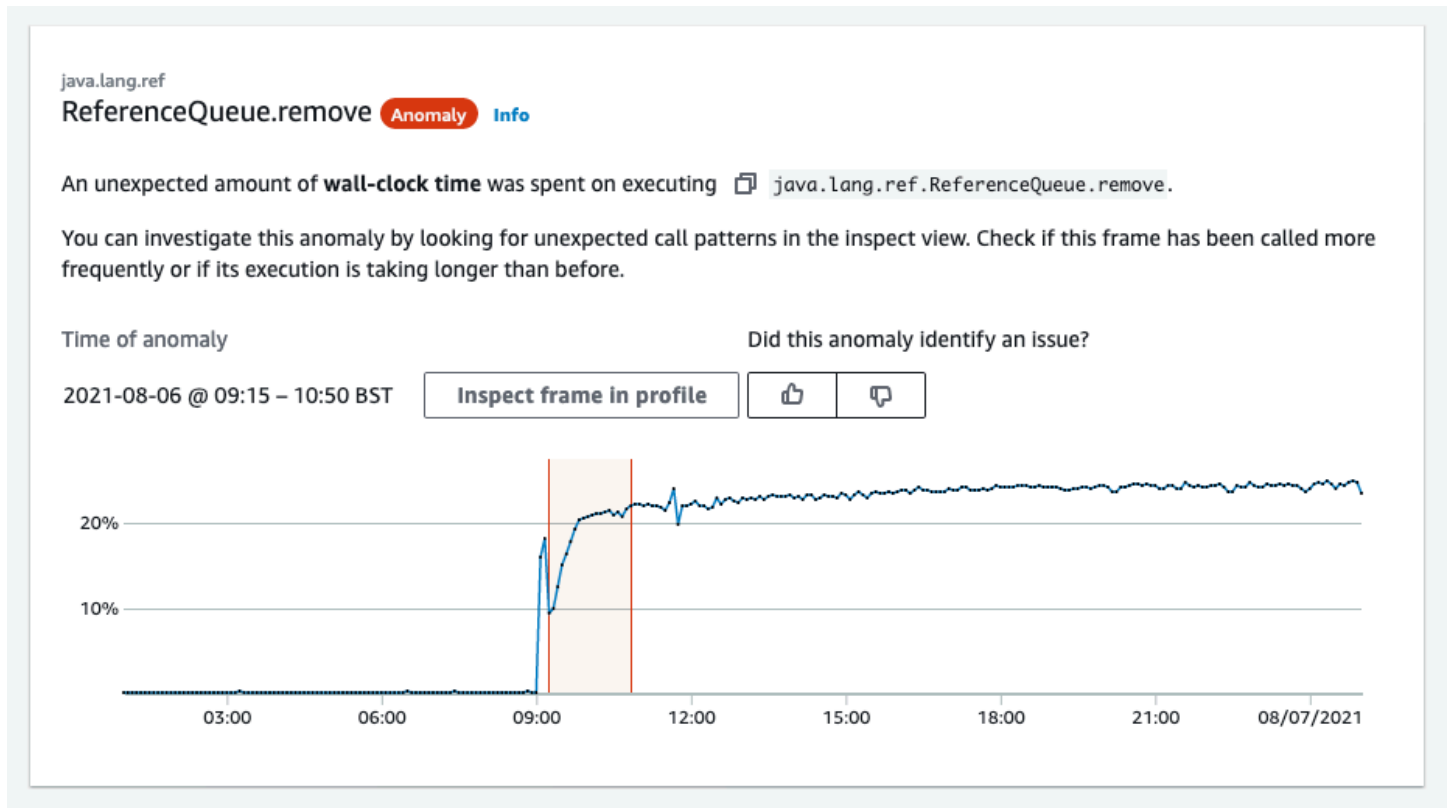 java.lang.ref
ReferenceQueue.remove Anomaly Info
An unexpected amount of wall-clock time was spent on executing java.lang.ref.ReferenceQueue.remove.
You can investigate this anomaly by looking for unexpected call patterns in the inspect view. Check if this frame has been called more
frequently or if its execution is taking longer than before.
Time of anomaly
Did this anomaly identify an issue?
2021-08-06 @ 09:15 – 10:50 BST
Inspect frame in profile
20%
10%
03:00 06:00 09:00 12:00 15:00 18:00 21:00 08/07/2021